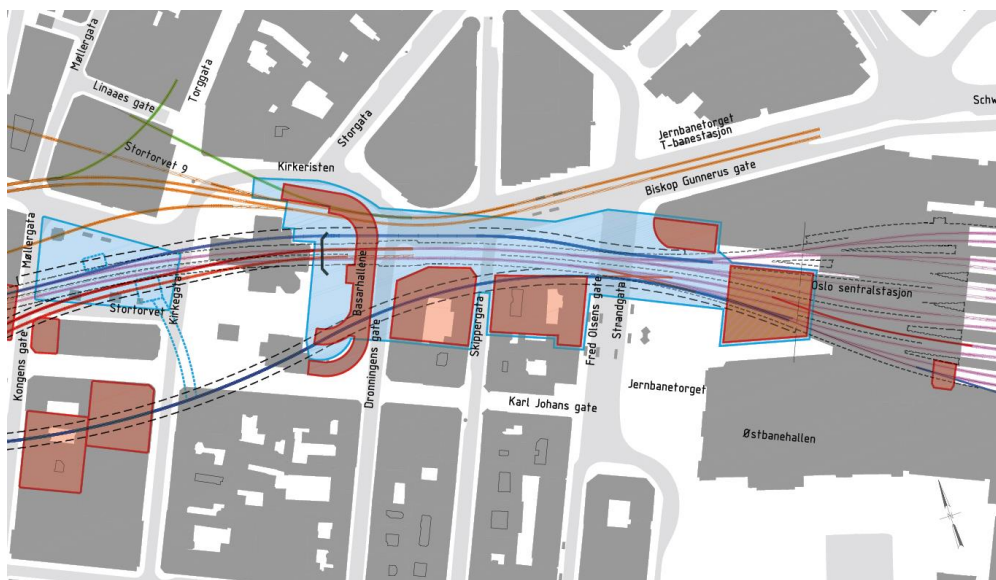 Møllergata
Linaaes gate
Torggata
Storgata
Stortorvet 9
Kirkeristen
Jernbanetorget
T-banestasjon
Biskop Gunnerus gate
Schw
Møllergata
Stortorvet
Kirkegata
Basarhallene
Oslo sentralstasjon
Kongens gate
Dronningens gate
Skippergata
Fred Olsens gate
Strandgata
Jernbanetorget
Karl Johans gate
Østbanehallen